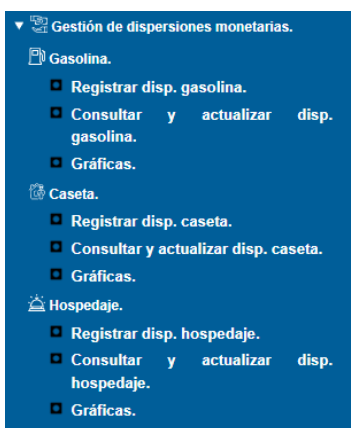 Gestión de dispersiones monetarias.
Gasolina.
Registrar disp. gasolina.
Consultar y actualizar disp.
gasolina.
Gráficas.
Caseta.
Registrar disp. caseta.
Consultar y actualizar disp. caseta.
Gráficas.
Hospedaje.
Registrar disp. hospedaje.
Consultar y actualizar disp.
hospedaje.
Gráficas.